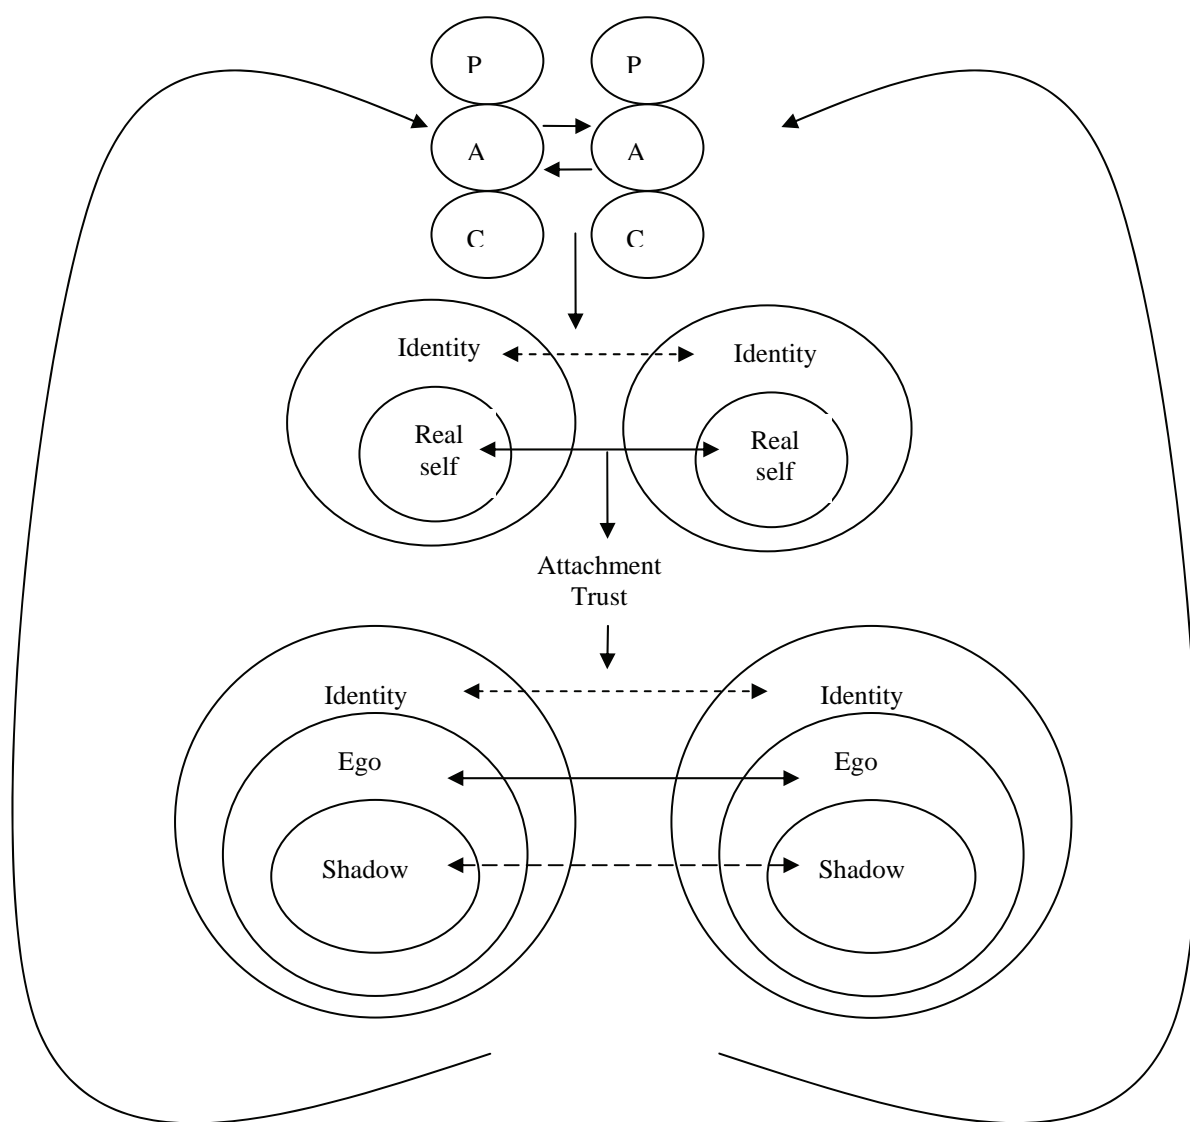 P P
A A
C C
Identity Identity
Real self Real self
Attachment
Trust
Identity Identity
Ego Ego
Shadow Shadow